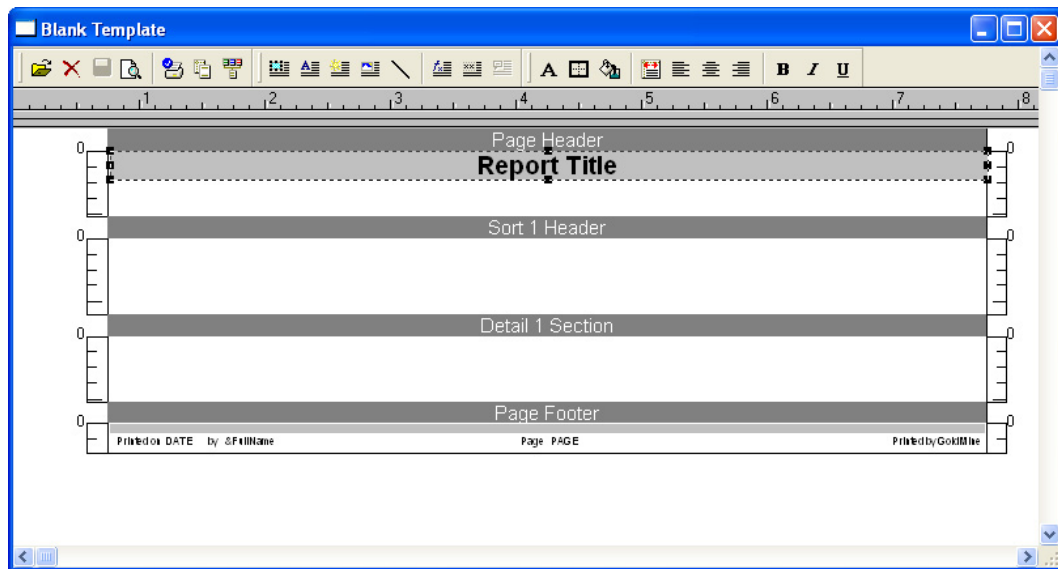 Blank Template
A B I U
1 2 3 4 5 6 7 8
Page Header
0 0
Report Title
Sort 1 Header
0 0
Detail 1 Section
0 0
Page Footer
0 0
Printed on DATE by &FullName Page PAGE Printed by GoldMine